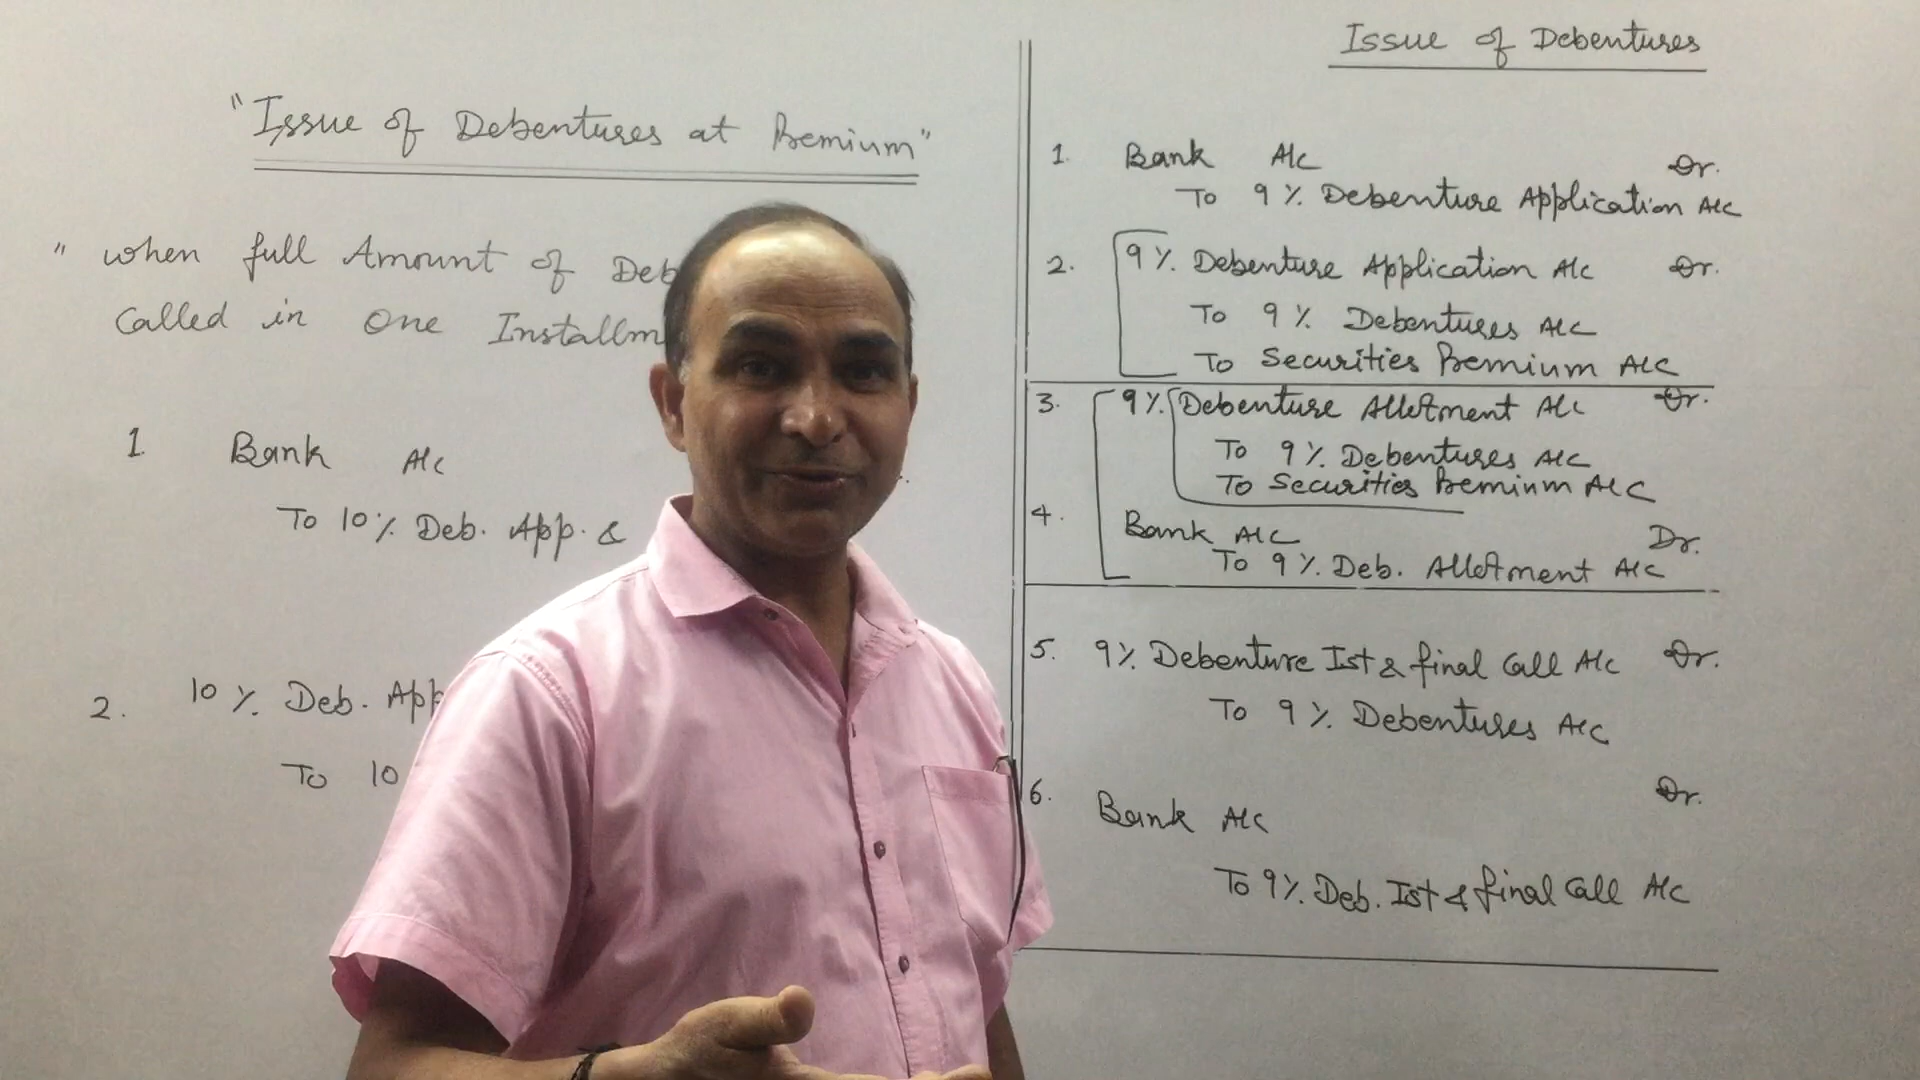 "Issue of Debentures at Premium"
" when full Amount of Deb
Called in One Installm
1. Bank A/c
To 10% Deb. App. &
2. 10% Deb. App
To 10
Issue of Debentures
1. Bank A/c Dr.
To 9% Debenture Application A/c
2. 9% Debenture Application A/c Dr.
To 9% Debentures A/c
To Securities Premium A/c
3. 9% Debenture Allotment A/c Dr.
To 9% Debentures A/c
To Securities Premium A/c
4. Bank A/c Dr.
To 9% Deb. Allotment A/c
5. 9% Debenture Ist & final Call A/c Dr.
To 9% Debentures A/c
6. Bank A/c Dr.
To 9% Deb. Ist & final Call A/c